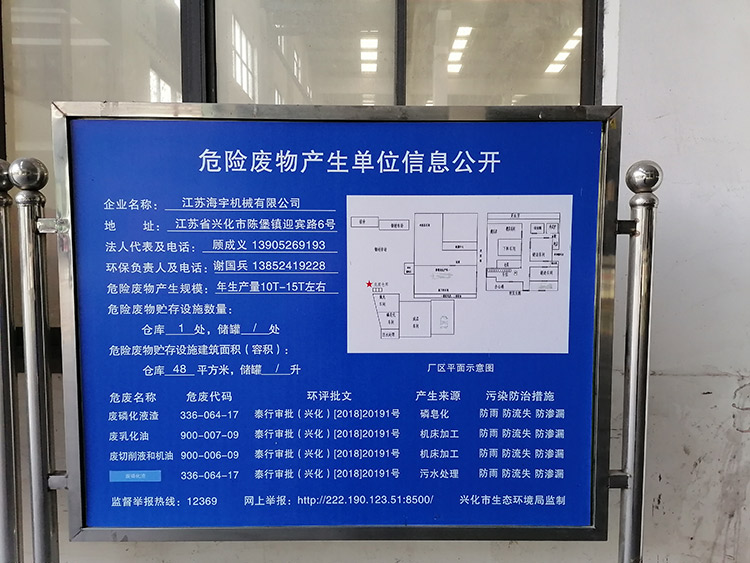 危险废物产生单位信息公开
企业名称： 江苏海宇机械有限公司
地　　址： 江苏省兴化市陈堡镇迎宾路6号
法人代表及电话： 顾成义 13905269193
环保负责人及电话： 谢国兵 13852419228
危险废物产生规模： 年生产量10T-15T左右
危险废物贮存设施数量：
仓库 1 处，储罐 / 处
危险废物贮存设施建筑面积（容积）：
仓库 48 平方米，储罐 / 升
厂区平面示意图
危废名称 危废代码 环评批文 产生来源 污染防治措施
废磷化液渣 336-064-17 泰行审批（兴化）[2018]20191号 磷皂化 防雨 防流失 防渗漏
废乳化油 900-007-09 泰行审批（兴化）[2018]20191号 机床加工 防雨 防流失 防渗漏
废切削液和机油 900-006-09 泰行审批（兴化）[2018]20191号 机床加工 防雨 防流失 防渗漏
336-064-17 泰行审批（兴化）[2018]20191号 污水处理 防雨 防流失 防渗漏
监督举报热线：12369 网上举报：http://222.190.123.51:8500/ 兴化市生态环境局监制